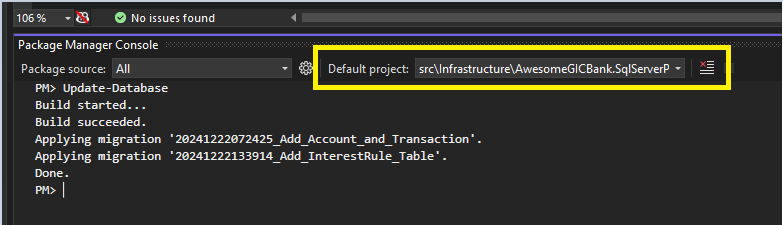 106 %
No issues found
Package Manager Console
Package source: All
Default project: src\Infrastructure\AwesomeGICBank.SqlServerP
PM> Update-Database
Build started...
Build succeeded.
Applying migration '20241222072425_Add_Account_and_Transaction'.
Applying migration '20241222133914_Add_InterestRule_Table'.
Done.
PM>